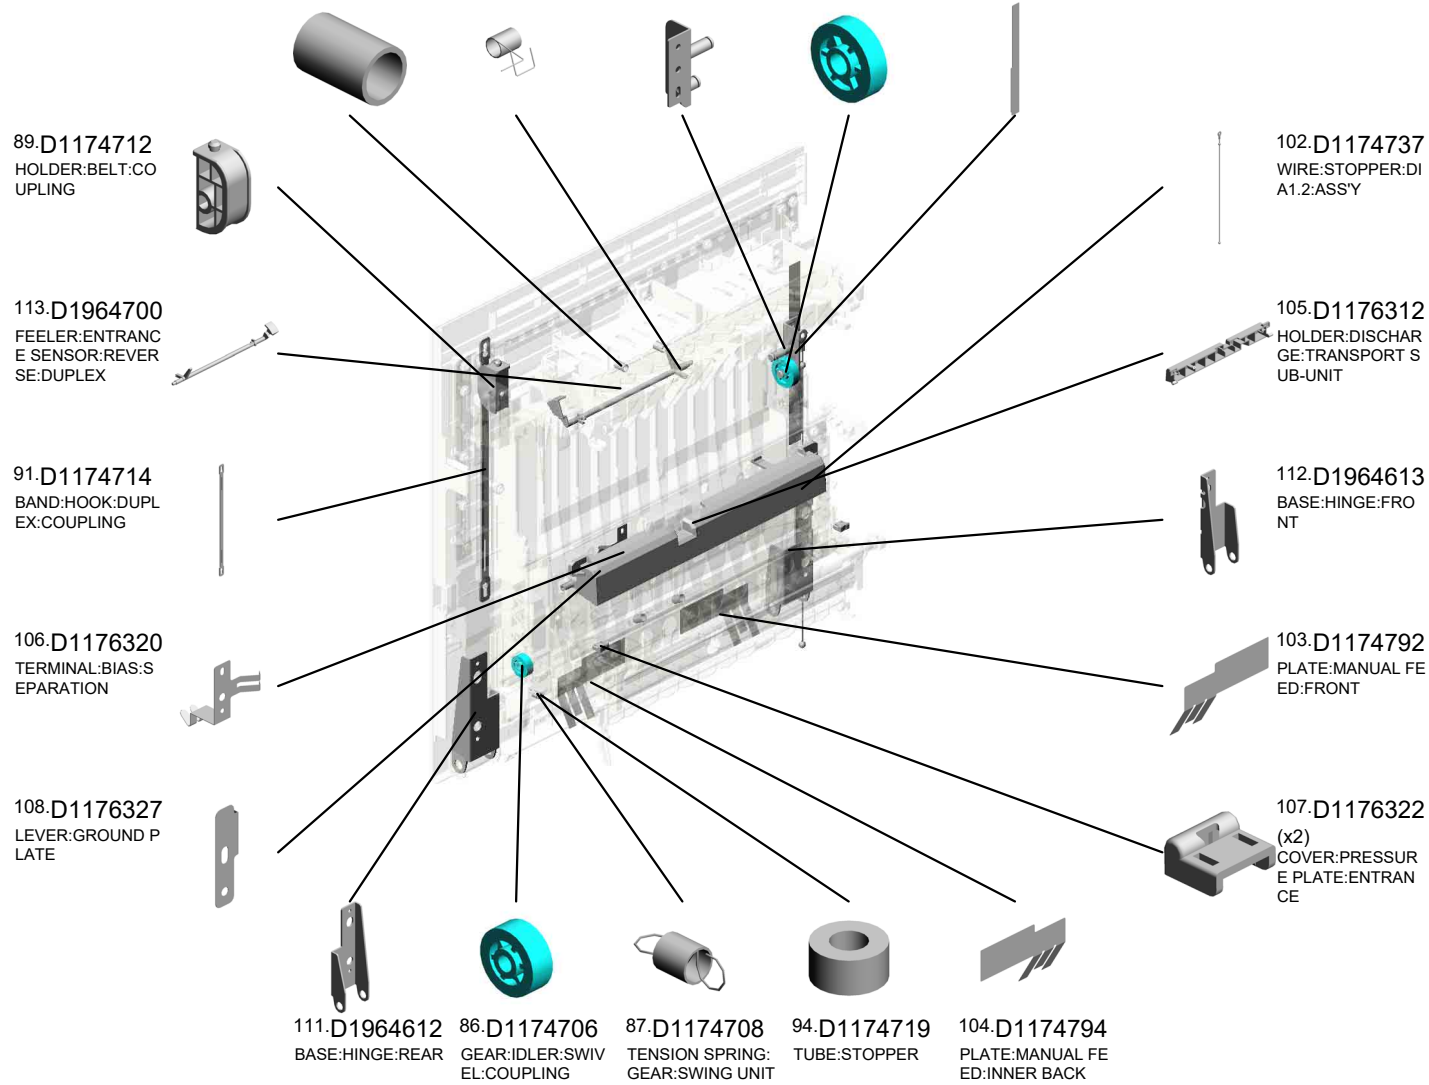 89.D1174712
HOLDER:BELT:CO
UPLING
113.D1964700
FEELER:ENTRANC
E SENSOR:REVER
SE:DUPLEX
91.D1174714
BAND:HOOK:DUPL
EX:COUPLING
106.D1176320
TERMINAL:BIAS:S
EPARATION
108.D1176327
LEVER:GROUND P
LATE
102.D1174737
WIRE:STOPPER:DI
A1.2:ASS'Y
105.D1176312
HOLDER:DISCHAR
GE:TRANSPORT S
UB-UNIT
112.D1964613
BASE:HINGE:FRO
NT
103.D1174792
PLATE:MANUAL FE
ED:FRONT
107.D1176322
(x2)
COVER:PRESSUR
E PLATE:ENTRAN
CE
111.D1964612
BASE:HINGE:REAR
86.D1174706
GEAR:IDLER:SWIV
EL:COUPLING
87.D1174708
TENSION SPRING:
GEAR:SWING UNIT
94.D1174719
TUBE:STOPPER
104.D1174794
PLATE:MANUAL FE
ED:INNER BACK